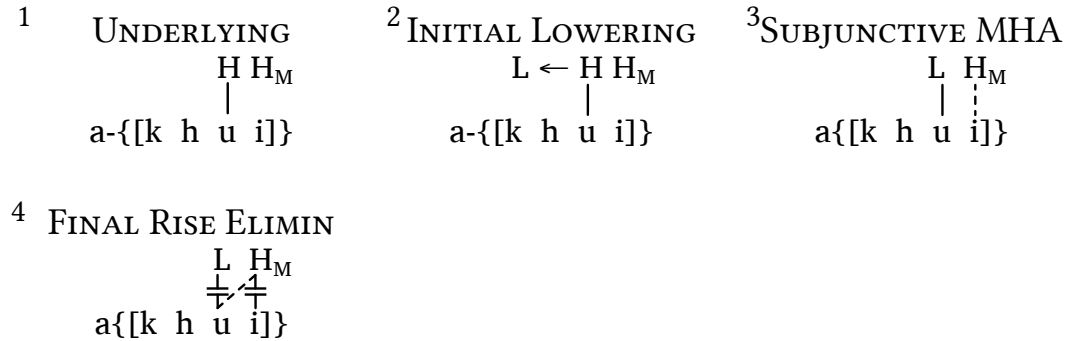 1 UNDERLYING
H H_M
a-{[k h u i]}
2 INITIAL LOWERING
L ← H H_M
a-{[k h u i]}
3 SUBJUNCTIVE MHA
L H_M
a{[k h u i]}
4 FINAL RISE ELIMIN
L H_M
a{[k h u i]}